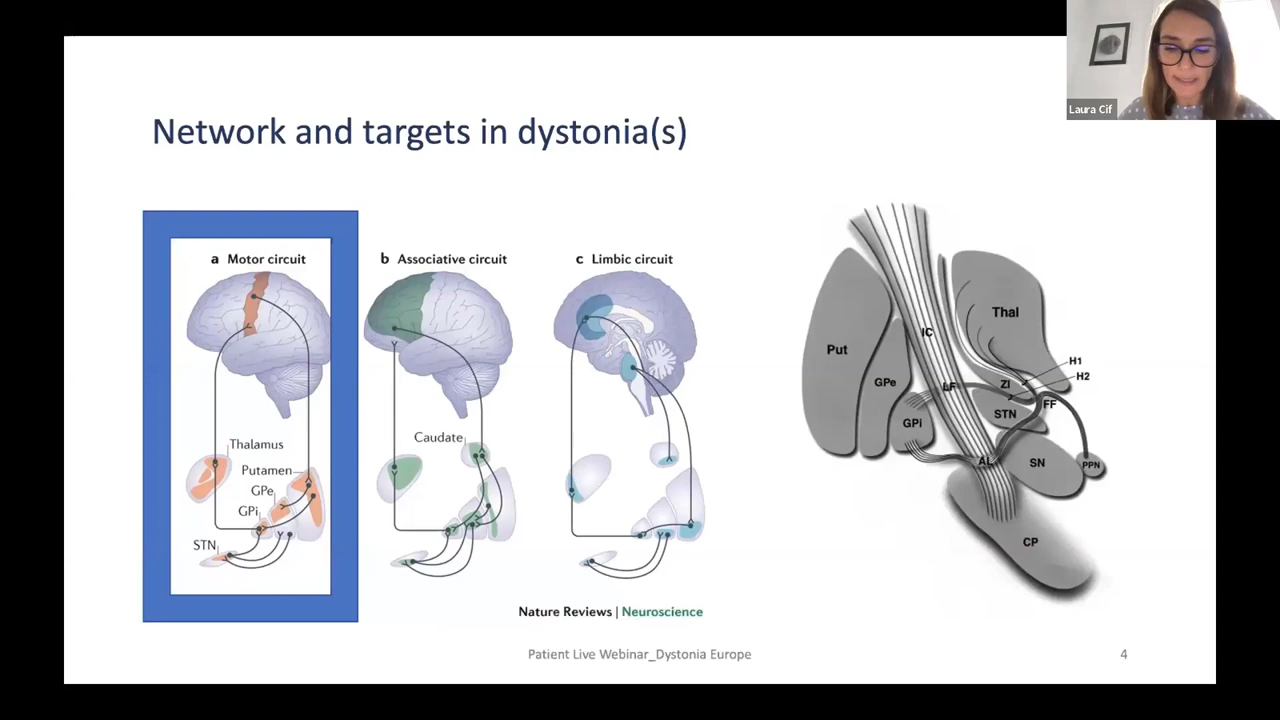 Laura Cif
Network and targets in dystonia(s)
a Motor circuit
Thalamus
Putamen
GPe
GPi
STN
b Associative circuit
Caudate
c Limbic circuit
Nature Reviews | Neuroscience
Put
GPe
GPi
IC
LF
AL
Thal
H1
H2
ZI
STN
FF
SN
PPN
CP
Patient Live Webinar_Dystonia Europe
4